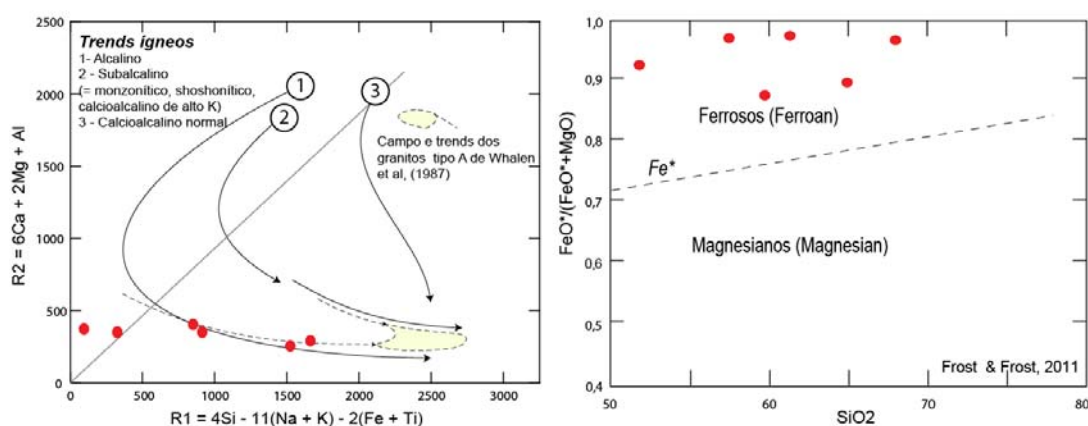 Trends ígneos
1- Alcalino
2 - Subalcalino
(= monzonítico, shoshonítico,
calcioalcalino de alto K)
3 - Calcioalcalino normal
1
2
3
Campo e trends dos
granitos tipo A de Whalen
et al, (1987)
R2 = 6Ca + 2Mg + Al
2500
2000
1500
1000
500
0
0
500
1000
1500
2000
2500
3000
R1 = 4Si - 11(Na + K) - 2(Fe + Ti)
FeO*/(FeO*+MgO)
1,0
0,9
0,8
0,7
0,6
0,5
0,4
Ferrosos (Ferroan)
Fe*
Magnesianos (Magnesian)
Frost & Frost, 2011
50
60
70
80
SiO2